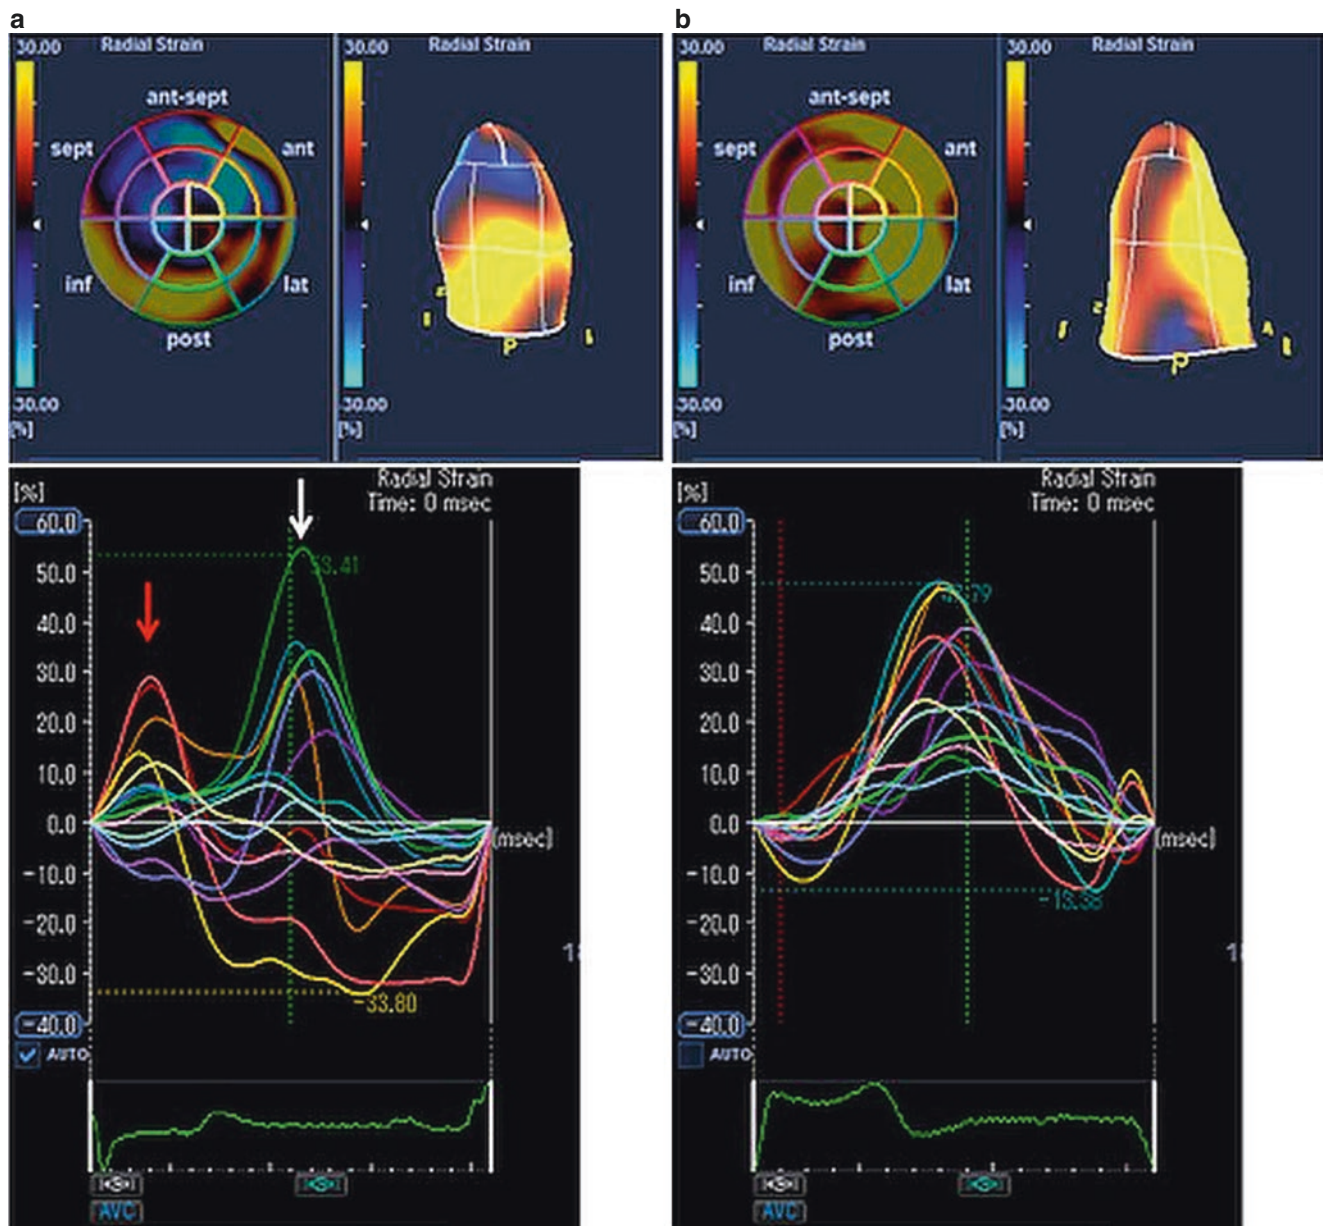 a
30.00 Radial Strain
ant-sept
sept
ant
inf
lat
post
-30.00
[%]
30.00 Radial Strain
P
-30.00
[%]
b
30.00 Radial Strain
ant-sept
sept
ant
inf
lat
post
-30.00
[%]
30.00 Radial Strain
P
-30.00
[%]
Radial Strain
Time: 0 msec
[%]
60.0
50.0
40.0
30.0
20.0
10.0
0.0
-10.0
-20.0
-30.0
-40.0
53.41
-33.80
(msec)
AUTO
AVC
Radial Strain
Time: 0 msec
[%]
60.0
50.0
40.0
30.0
20.0
10.0
0.0
-10.0
-20.0
-30.0
-40.0
47.79
-13.38
(msec)
AUTO
AVC